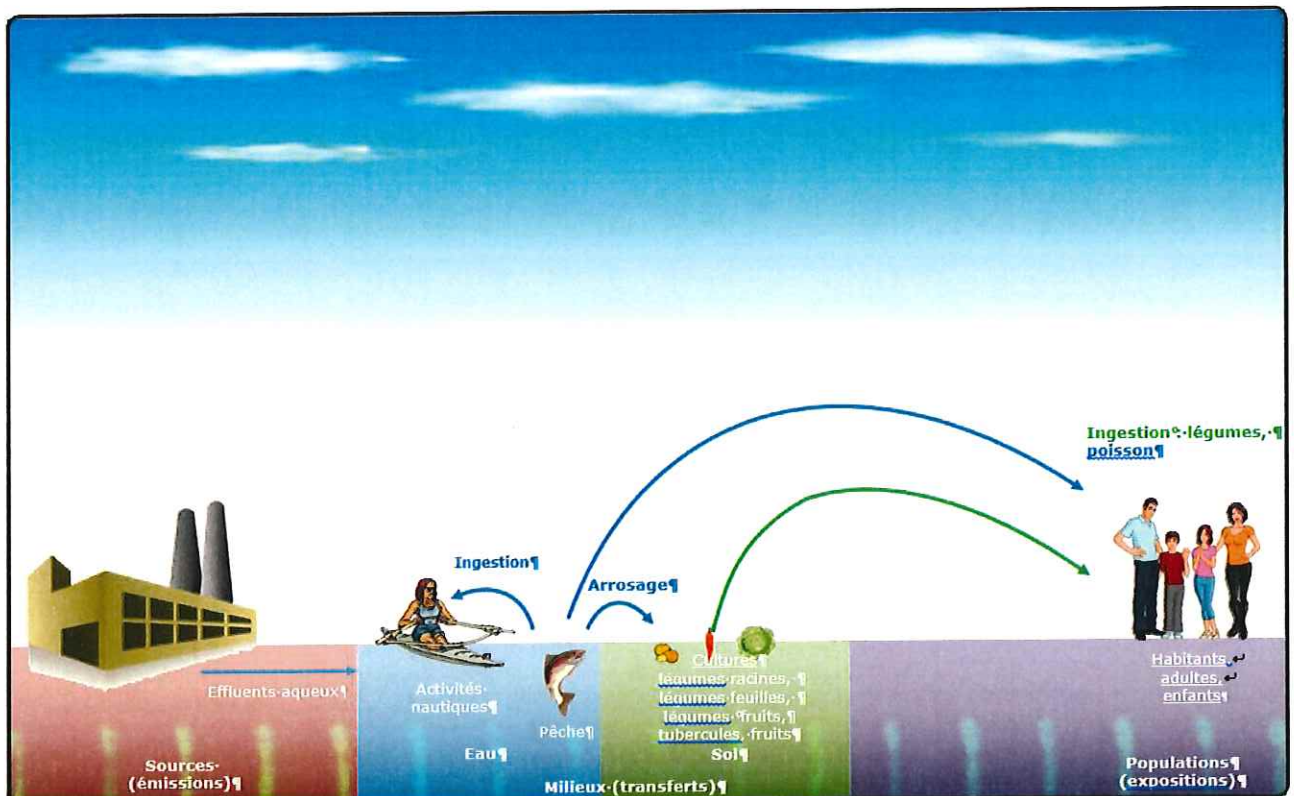 Ingestion°:·légumes,·¶
poisson¶
Ingestion¶
Arrosage¶
Effluents·aqueux¶
Activités·
nautiques¶
Pêche¶
Cultures¶
légumes·racines,·¶
légumes·feuilles,·¶
légumes·°fruits,¶
tubercules,·fruits¶
Habitants,↵
adultes,↵
enfants¶
Eau¶
Sol¶
Sources·
(émissions)¶
Milieux·(transferts)¶
Populations¶
(expositions)¶